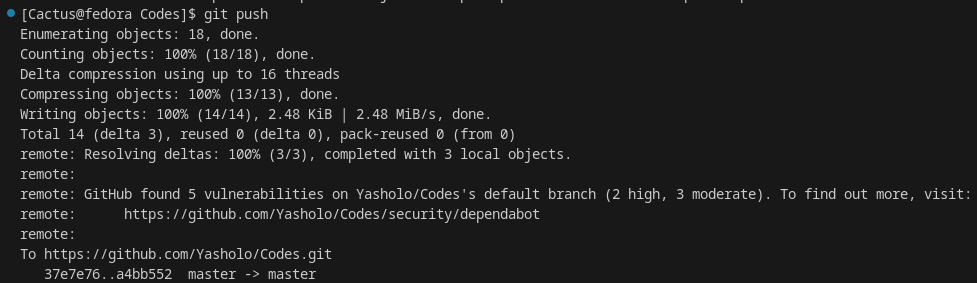 [Cactus@fedora Codes]$ git push
Enumerating objects: 18, done.
Counting objects: 100% (18/18), done.
Delta compression using up to 16 threads
Compressing objects: 100% (13/13), done.
Writing objects: 100% (14/14), 2.48 KiB | 2.48 MiB/s, done.
Total 14 (delta 3), reused 0 (delta 0), pack-reused 0 (from 0)
remote: Resolving deltas: 100% (3/3), completed with 3 local objects.
remote:
remote: GitHub found 5 vulnerabilities on Yasholo/Codes's default branch (2 high, 3 moderate). To find out more, visit:
remote:      https://github.com/Yasholo/Codes/security/dependabot
remote:
To https://github.com/Yasholo/Codes.git
   37e7e76..a4bb552  master -> master